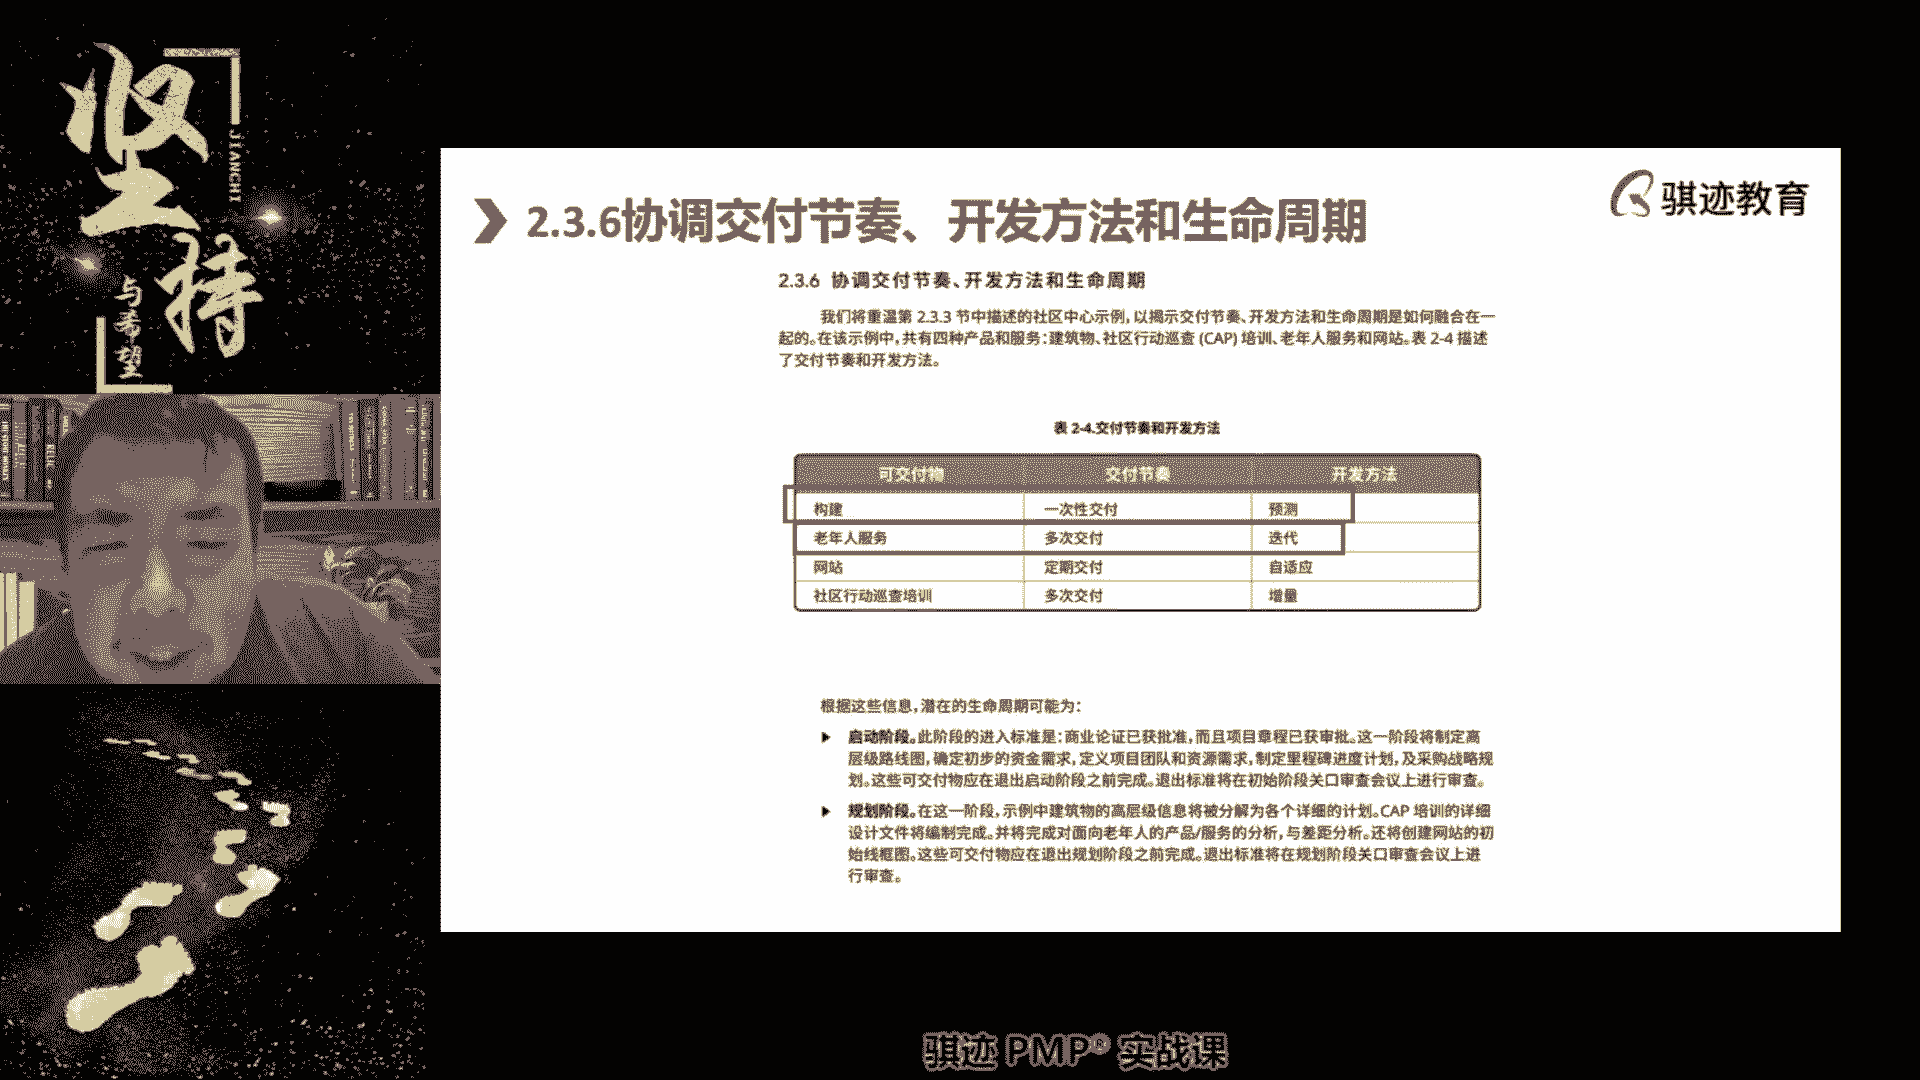 坚持
JIANCHI
与希望
骐迹教育
2.3.6协调交付节奏、开发方法和生命周期
2.3.6 协调交付节奏、开发方法和生命周期
我们将重温第 2.3.3 节中描述的社区中心示例,以揭示交付节奏、开发方法和生命周期是如何融合在一
起的。在该示例中,共有四种产品和服务:建筑物、社区行动巡查 (CAP) 培训、老年人服务和网站。表 2-4 描述
了交付节奏和开发方法。
表 2-4.交付节奏和开发方法
可交付物 交付节奏 开发方法
构建 一次性交付 预测
老年人服务 多次交付 迭代
网站 定期交付 自适应
社区行动巡查培训 多次交付 增量
根据这些信息,潜在的生命周期可能为:
启动阶段。此阶段的进入标准是:商业论证已获批准,而且项目章程已获审批。这一阶段将制定高
层级路线图,确定初步的资金需求,定义项目团队和资源需求,制定里程碑进度计划,及采购战略规
划。这些可交付物应在退出启动阶段之前完成。退出标准将在初始阶段关口审查会议上进行审查。
规划阶段。在这一阶段,示例中建筑物的高层级信息将被分解为各个详细的计划。CAP 培训的详细
设计文件将编制完成。并将完成对面向老年人的产品/服务的分析,与差距分析。还将创建网站的初
始线框图。这些可交付物应在退出规划阶段之前完成。退出标准将在规划阶段关口审查会议上进
行审查。
骐迹 PMP® 实战课